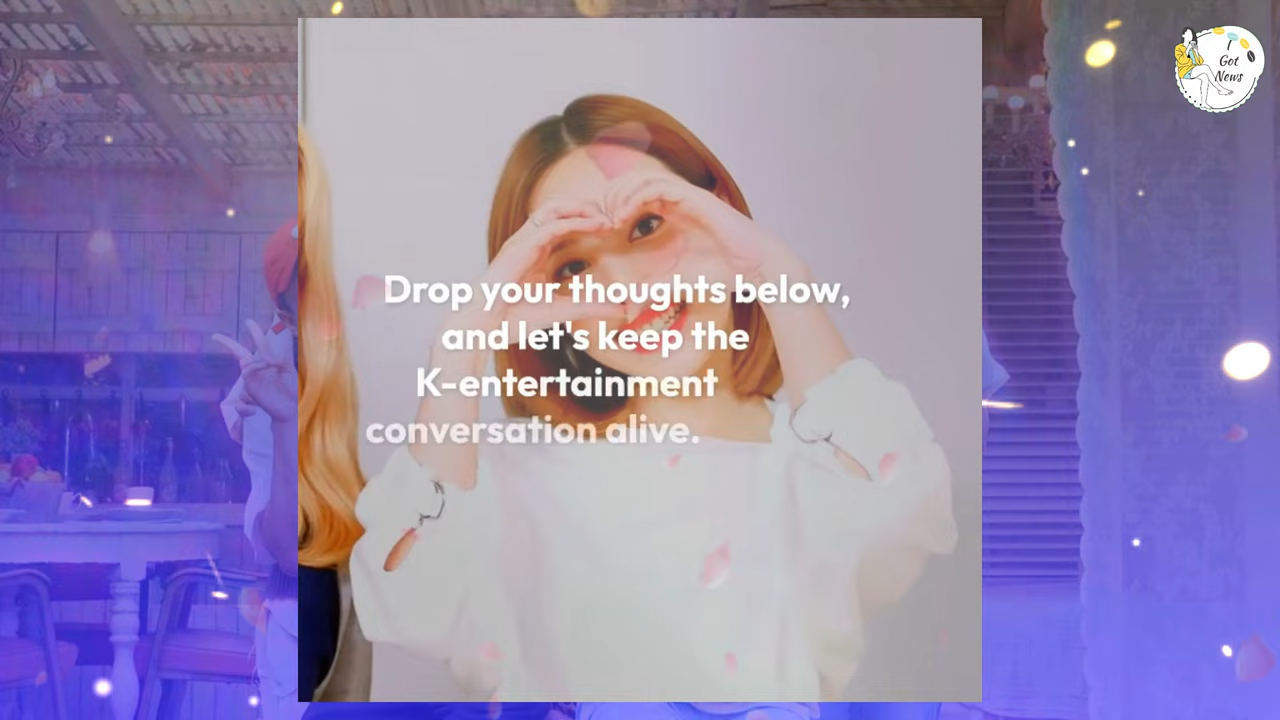 I
Got
News
Drop your thoughts below,
and let's keep the
K-entertainment
conversation alive.